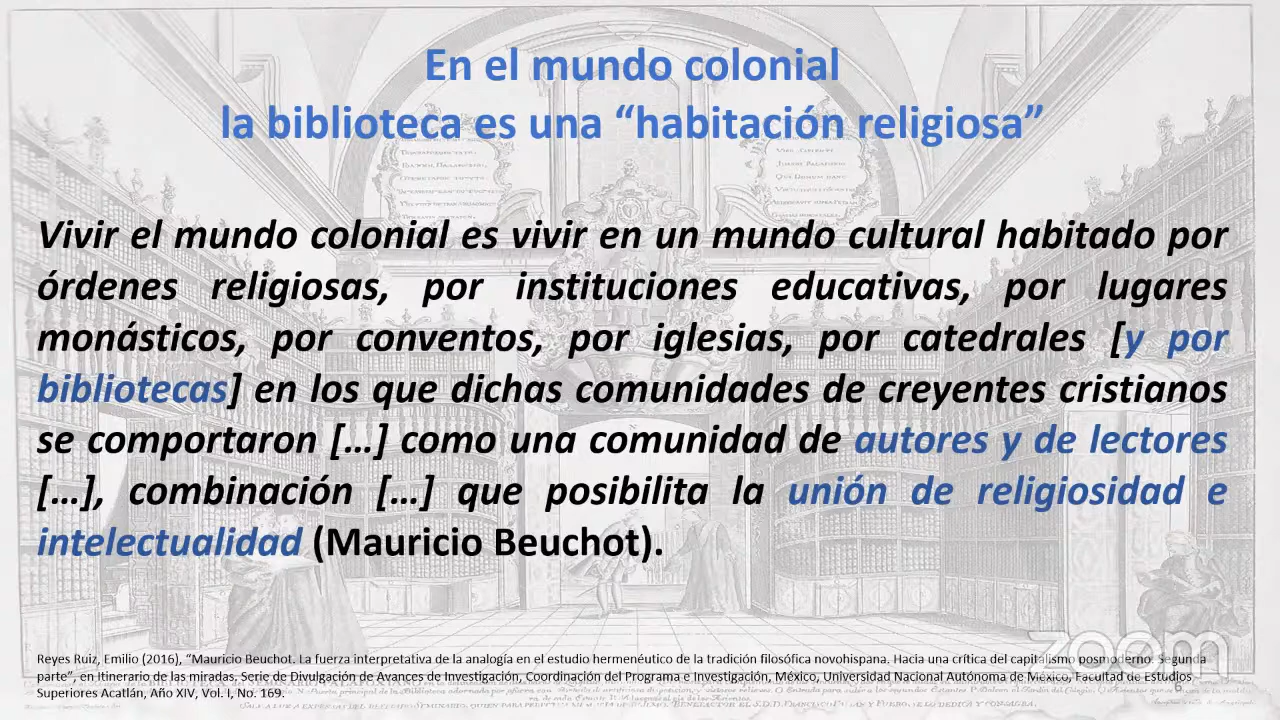 En el mundo colonial
la biblioteca es una “habitación religiosa”
Vivir el mundo colonial es vivir en un mundo cultural habitado por
órdenes religiosas, por instituciones educativas, por lugares
monásticos, por conventos, por iglesias, por catedrales [y por
bibliotecas] en los que dichas comunidades de creyentes cristianos
se comportaron […] como una comunidad de autores y de lectores
[…], combinación […] que posibilita la unión de religiosidad e
intelectualidad (Mauricio Beuchot).
zoom
Reyes Ruiz, Emilio (2016), “Mauricio Beuchot. La fuerza interpretativa de la analogía en el estudio hermenéutico de la tradición filosófica novohispana. Hacia una crítica del capitalismo posmoderno. Segunda
parte”, en Itinerario de las miradas, Serie de Divulgación de Avances de Investigación, Coordinación del Programa e Investigación, México, Universidad Nacional Autónoma de México, Facultad de Estudios
Superiores Acatlán, Año XIV, Vol. I, No. 169.